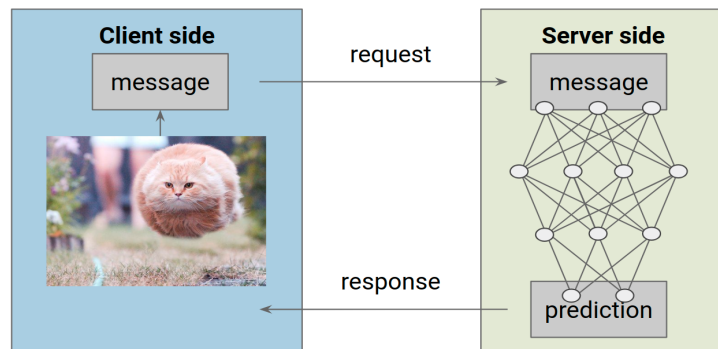 Client side
message
request
Server side
message
response
prediction